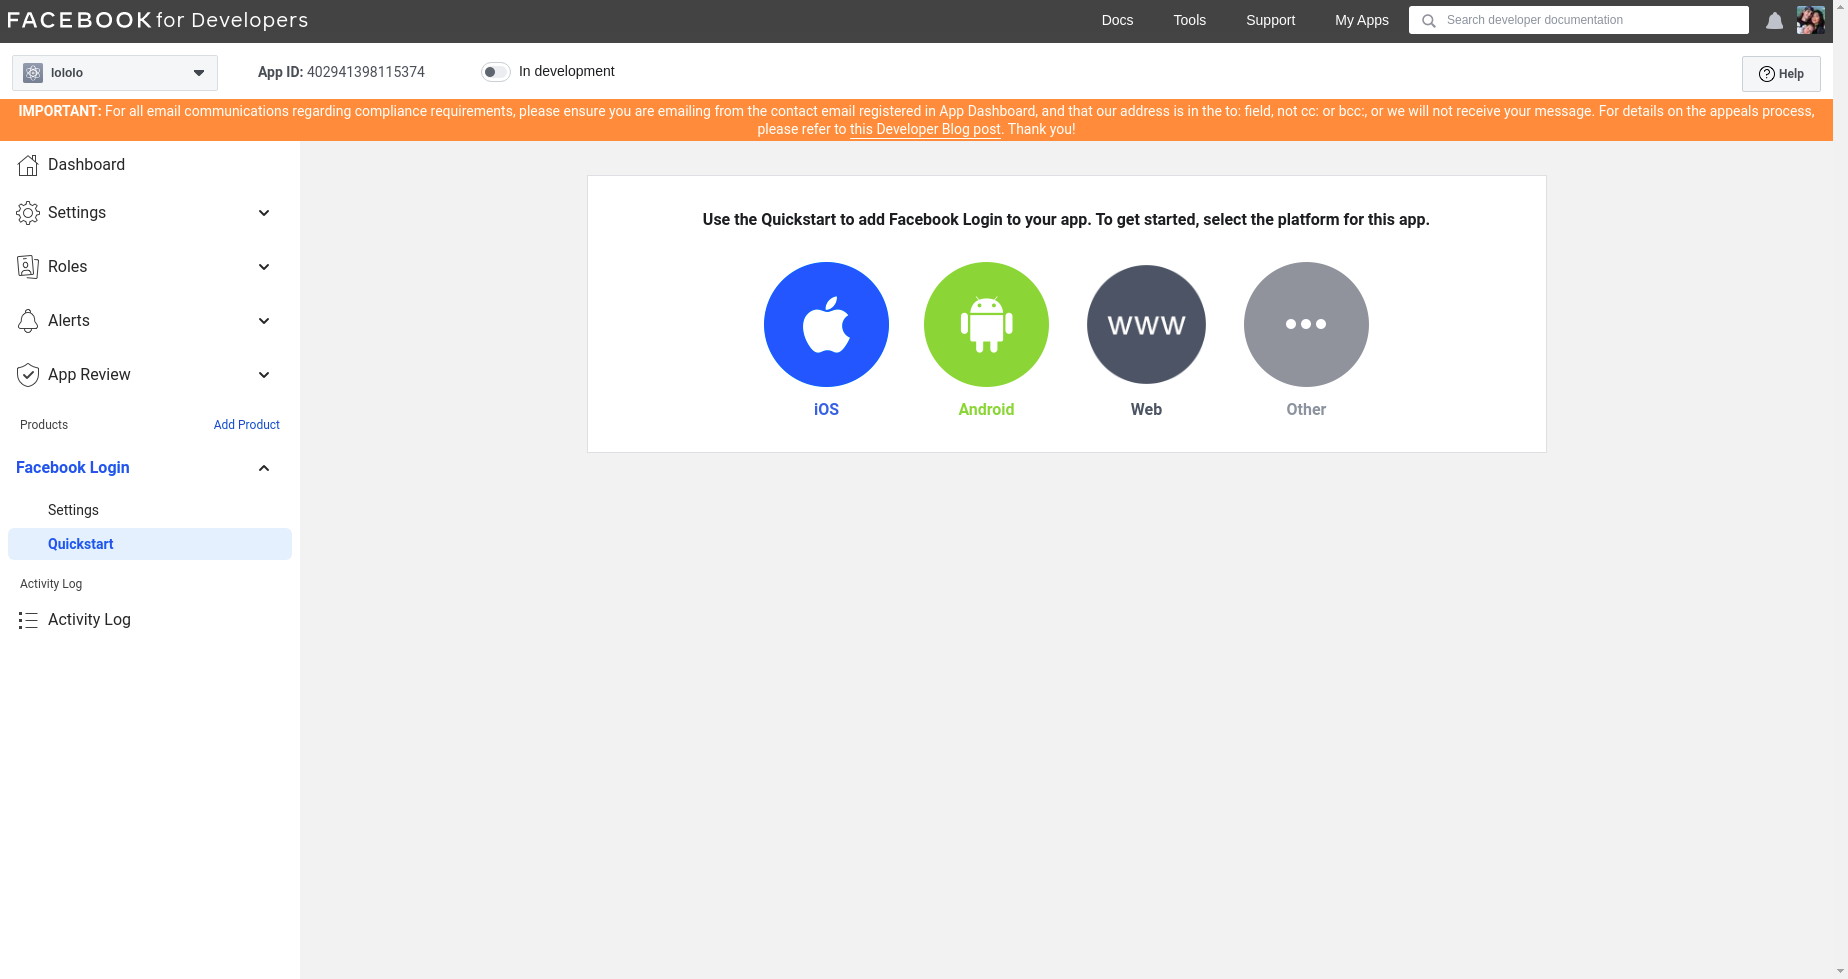 FACEBOOK for Developers
Docs
Tools
Support
My Apps
Search developer documentation
lololo
App ID: 402941398115374
In development
Help
IMPORTANT: For all email communications regarding compliance requirements, please ensure you are emailing from the contact email registered in App Dashboard, and that our address is in the to: field, not cc: or bcc:, or we will not receive your message. For details on the appeals process,
please refer to this Developer Blog post. Thank you!
Dashboard
Settings
Roles
Alerts
App Review
Products
Add Product
Facebook Login
Settings
Quickstart
Activity Log
Activity Log
Use the Quickstart to add Facebook Login to your app. To get started, select the platform for this app.
www
iOS
Android
Web
Other